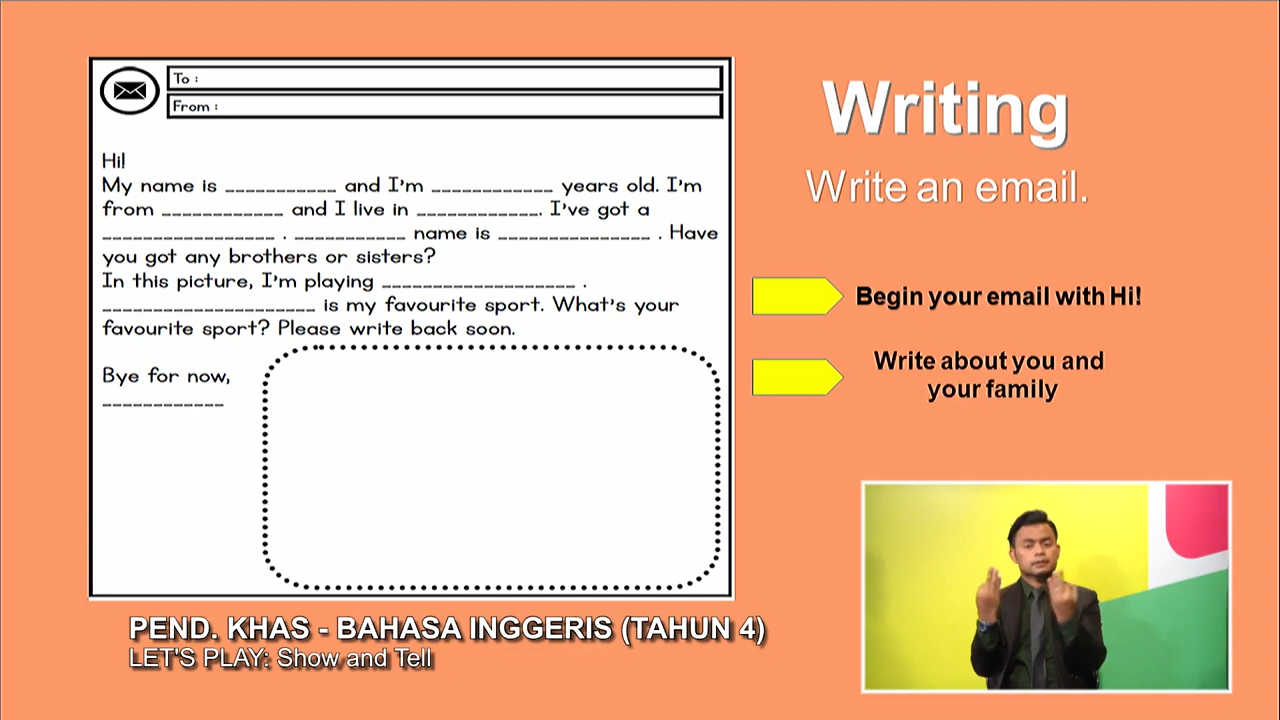 To :
From :
Hi!
My name is ___________ and I'm ____________ years old. I'm
from ____________ and I live in ____________. I've got a
_________________ . ___________ name is _______________ . Have
you got any brothers or sisters?
In this picture, I'm playing ___________________ .
_____________________ is my favourite sport. What's your
favourite sport? Please write back soon.
Bye for now,
____________
Writing
Write an email.
Begin your email with Hi!
Write about you and
your family
PEND. KHAS - BAHASA INGGERIS (TAHUN 4)
LET'S PLAY: Show and Tell